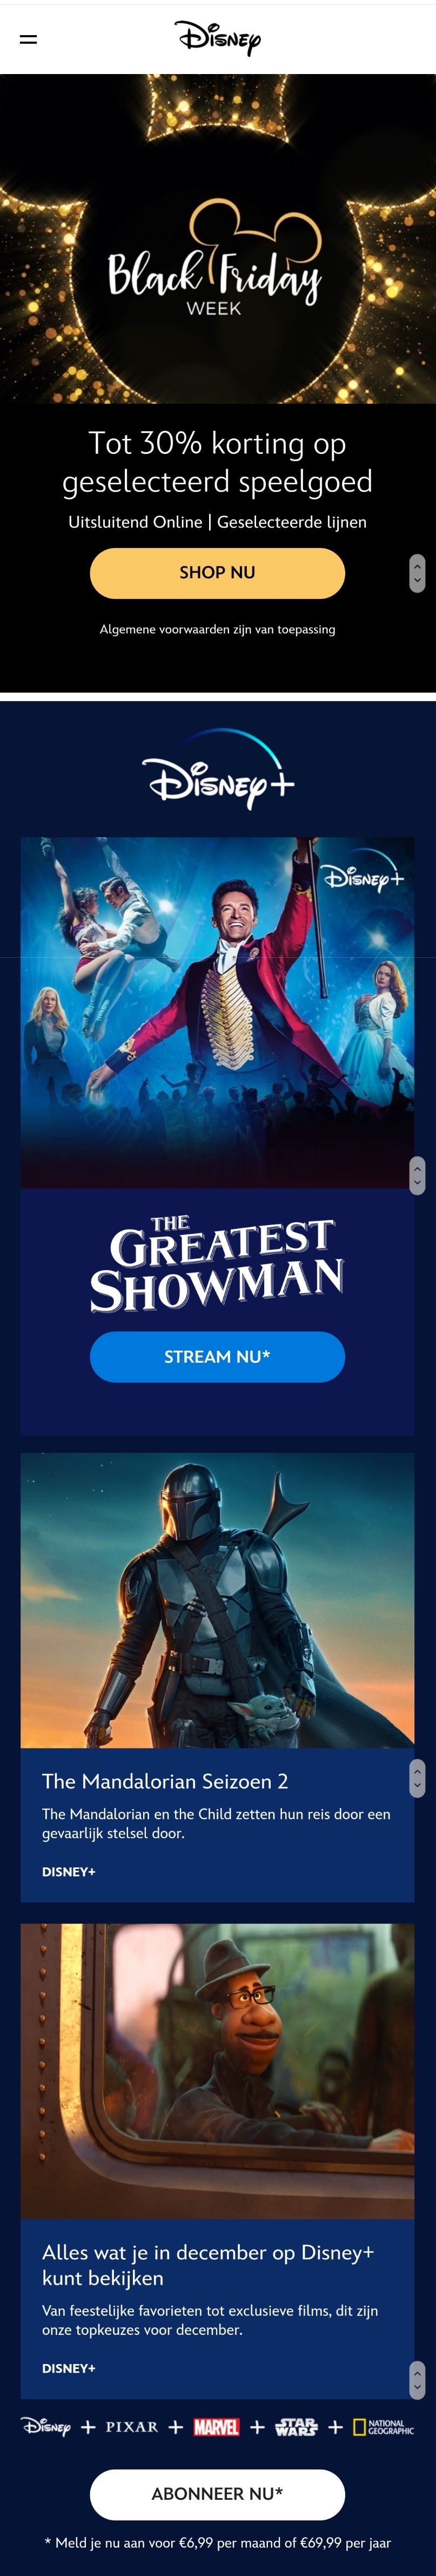 Disney
Black Friday
WEEK
Tot 30% korting op
geselecteerd speelgoed
Uitsluitend Online | Geselecteerde lijnen
SHOP NU
Algemene voorwaarden zijn van toepassing
Disney+
Disney+
THE
GREATEST
SHOWMAN
STREAM NU*
The Mandalorian Seizoen 2
The Mandalorian en the Child zetten hun reis door een
gevaarlijk stelsel door.
DISNEY+
Alles wat je in december op Disney+
kunt bekijken
Van feestelijke favorieten tot exclusieve films, dit zijn
onze topkeuzes voor december.
DISNEY+
Disney + PIXAR + MARVEL + STAR WARS + NATIONAL GEOGRAPHIC
ABONNEER NU*
* Meld je nu aan voor €6,99 per maand of €69,99 per jaar